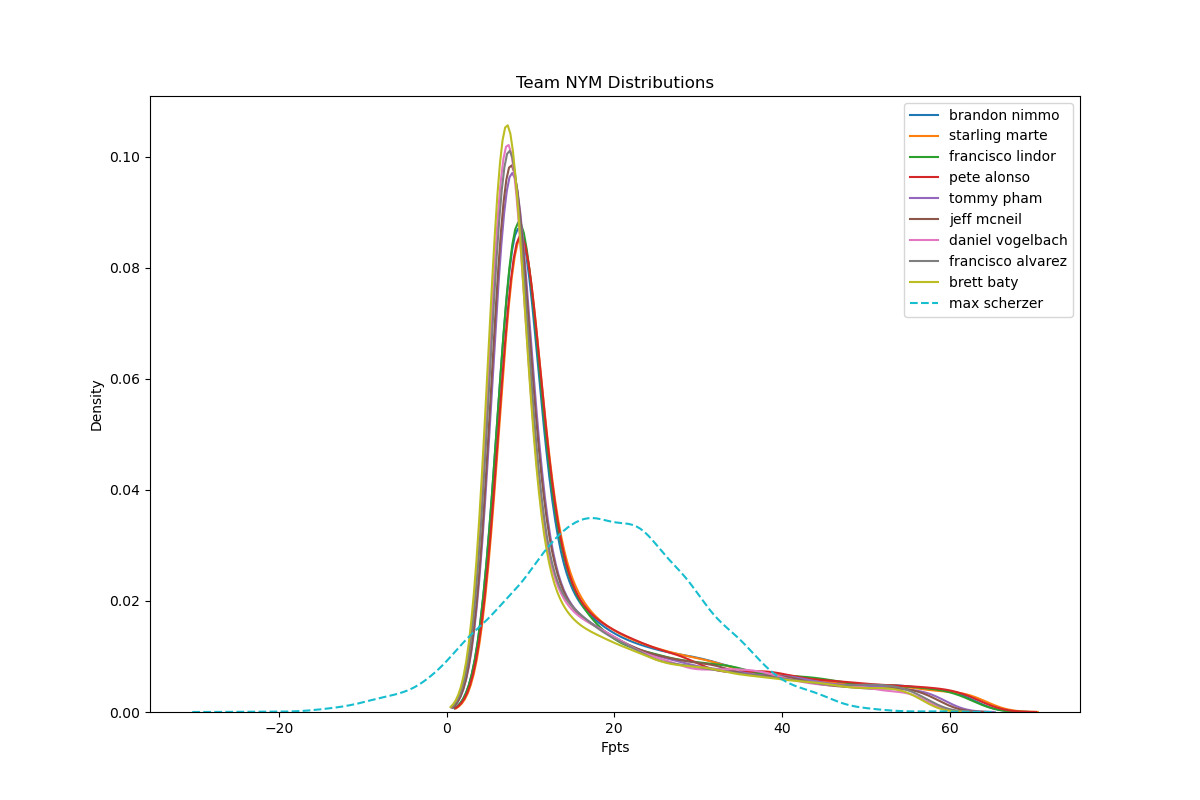 Team NYM Distributions
brandon nimmo
starling marte
francisco lindor
pete alonso
tommy pham
jeff mcneil
daniel vogelbach
francisco alvarez
brett baty
max scherzer
0.10
0.08
0.06
0.04
0.02
0.00
Density
−20
0
20
40
60
Fpts